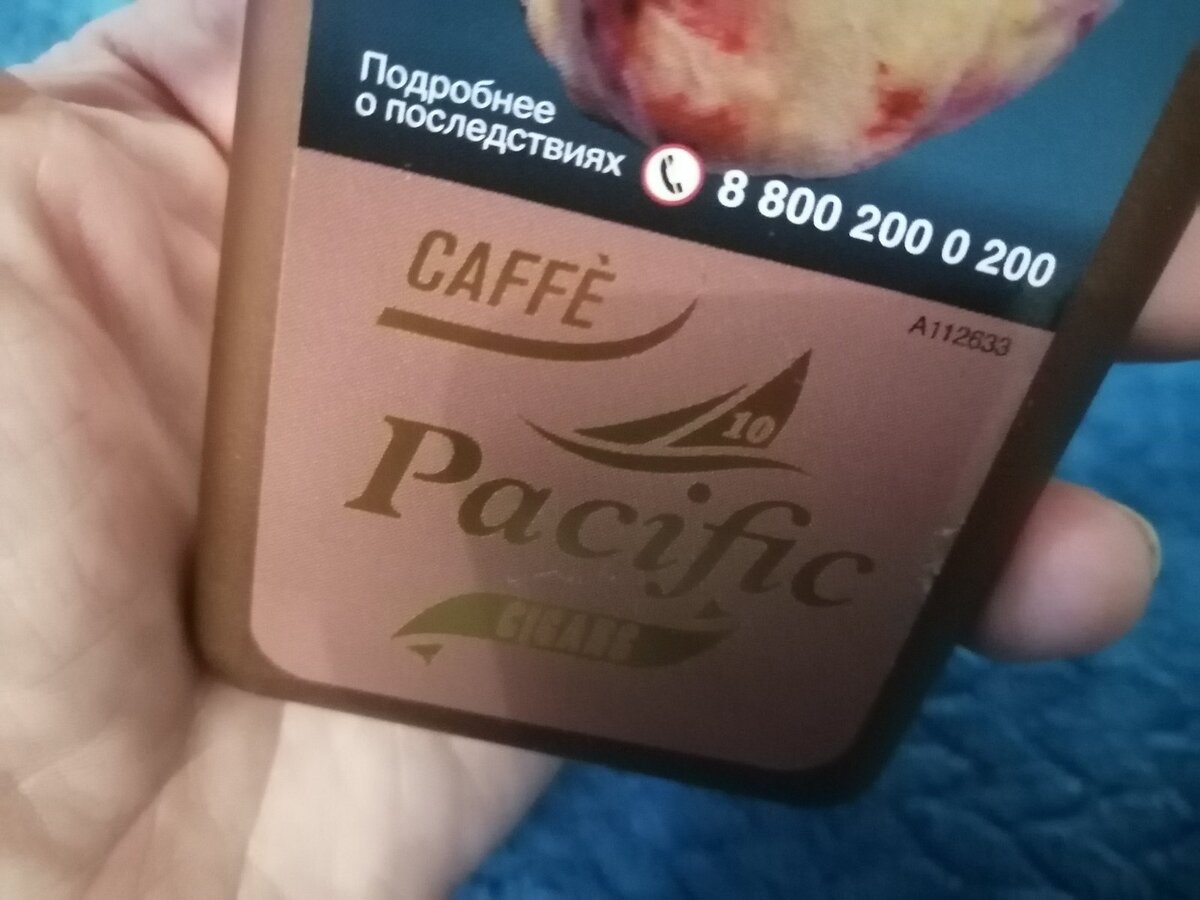 Подробнее
о последствиях
8 800 200 0 200
A112633
CAFFÈ
10
Pacific
CIGARS